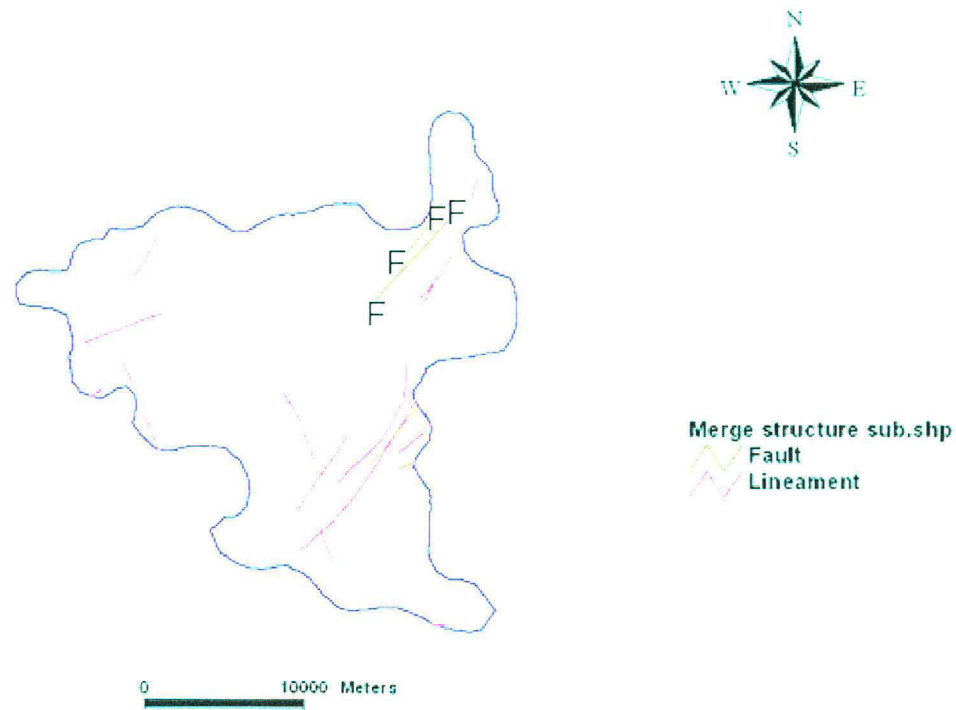 N
W E
S
F F
F
F
Merge structure sub.shp
Fault
Lineament
0 10000 Meters